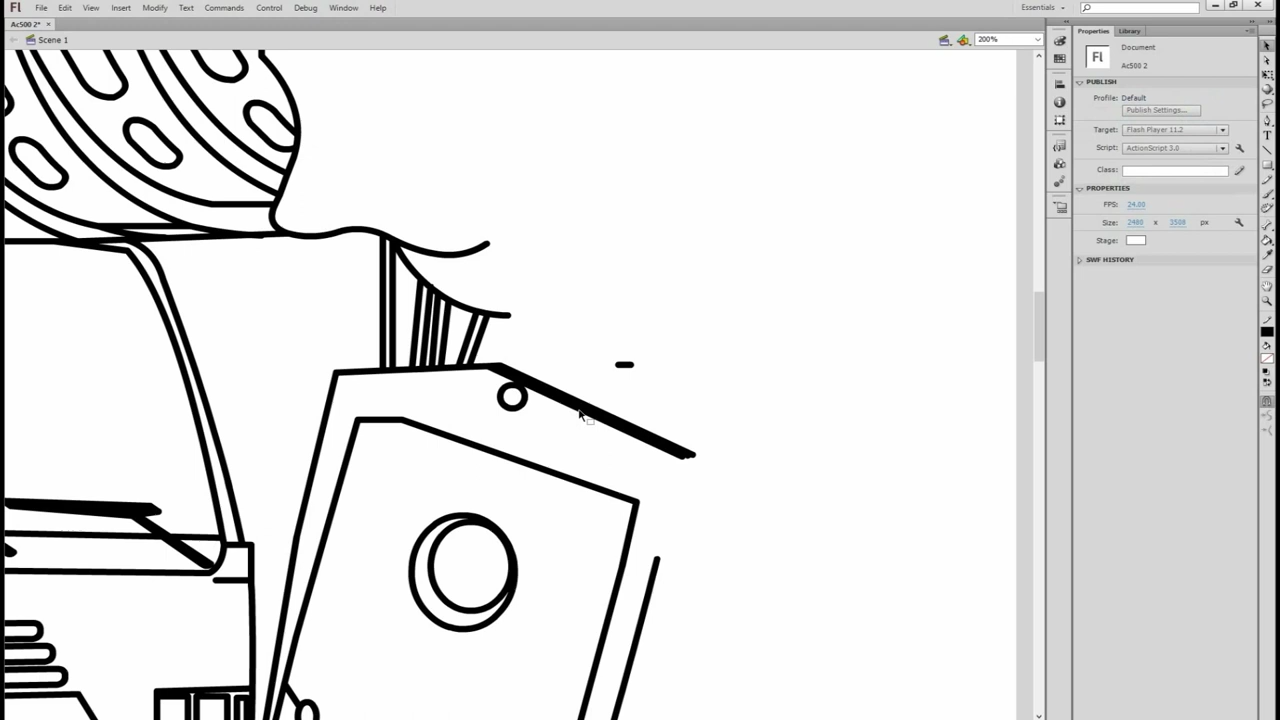 Fl File Edit View Insert Modify Text Commands Control Debug Window Help Essentials
Ac500 2* ×
Scene 1 200%
Properties Library
Fl Document
Ac500 2
PUBLISH
Profile: Default
Publish Settings...
Target: Flash Player 11.2
Script: ActionScript 3.0
Class:
PROPERTIES
FPS: 24.00
Size: 2480 x 3508 px
Stage:
SWF HISTORY